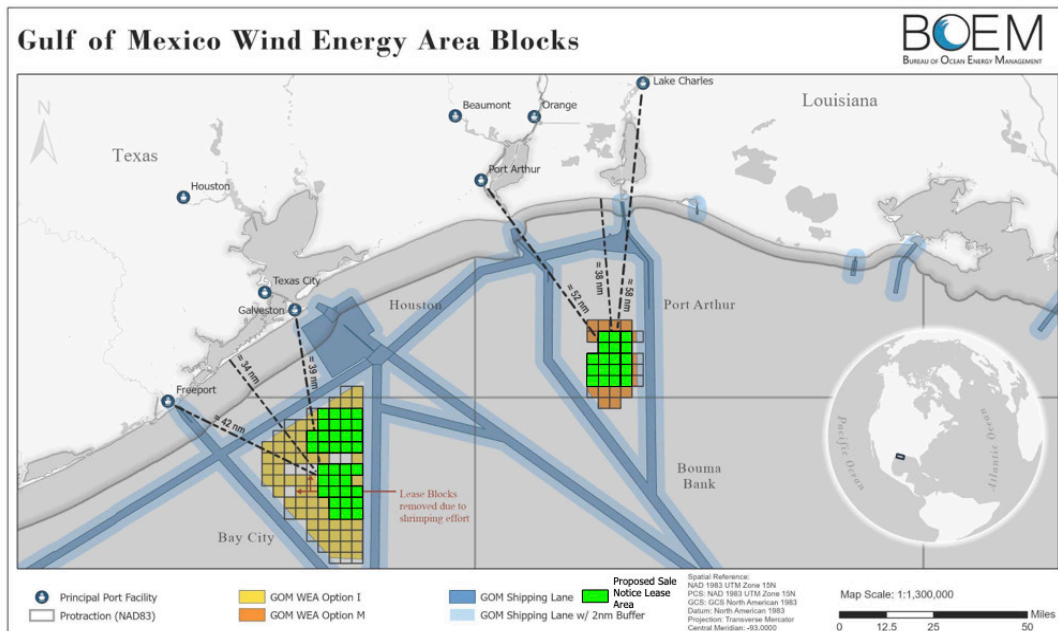 Gulf of Mexico Wind Energy Area Blocks
BOEM
BUREAU OF OCEAN ENERGY MANAGEMENT
N
Texas
Louisiana
Lake Charles
Beaumont
Orange
Port Arthur
Houston
Texas City
Galveston
Freeport
Houston
Port Arthur
Bouma
Bank
Bay City
= 52 nm
= 38 nm
= 58 nm
= 39 nm
= 34 nm
= 42 nm
Lease Blocks
removed due to
shrimping effort
Pacific Ocean
Atlantic Ocean
Principal Port Facility
Protraction (NAD83)
GOM WEA Option I
GOM WEA Option M
GOM Shipping Lane
GOM Shipping Lane w/ 2nm Buffer
Proposed Sale
Notice Lease
Area
Spatial Reference:
NAD 1983 UTM Zone 15N
PCS: NAD 1983 UTM Zone 15N
GCS: GCS North American 1983
Datum: North American 1983
Projection: Transverse Mercator
Central Meridian: -93.0000
Map Scale: 1:1,300,000
Miles
0 12.5 25 50